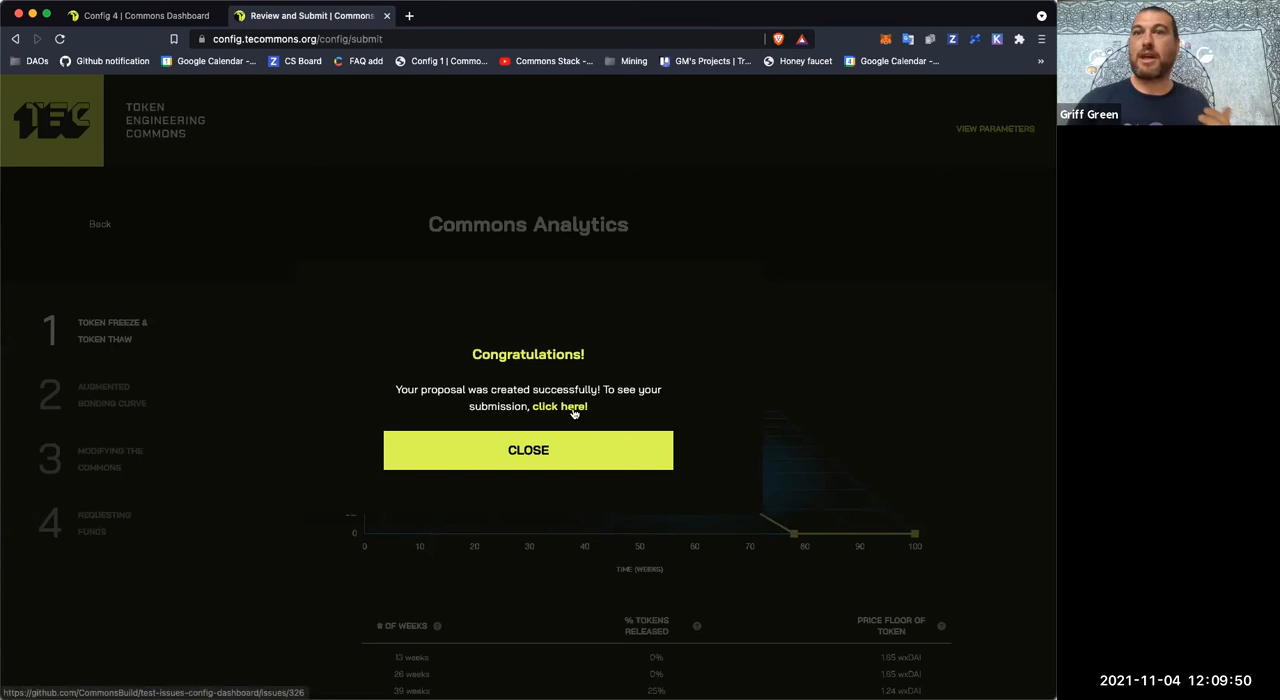 Config 4 | Commons Dashboard
Review and Submit | Commons
config.tecommons.org/config/submit
DAOs
Github notification
Google Calendar -...
CS Board
FAQ add
Config 1 | Commo...
Commons Stack -...
Mining
GM's Projects | Tr...
Honey faucet
Google Calendar -...
»
Griff Green
TEC
TOKEN
ENGINEERING
COMMONS
VIEW PARAMETERS
Back
Commons Analytics
1
TOKEN FREEZE &
TOKEN THAW
2
AUGMENTED
BONDING CURVE
3
MODIFYING THE
COMMONS
4
REQUESTING
FUNDS
Congratulations!
Your proposal was created successfully! To see your
submission, click here!
CLOSE
0
0 10 20 30 40 50 60 70 80 90 100
TIME (WEEKS)
# OF WEEKS ?
% TOKENS
RELEASED ?
PRICE FLOOR OF
TOKEN ?
13 weeks 0% 1.65 wxDAI
26 weeks 0% 1.65 wxDAI
39 weeks 25% 1.24 wxDAI
https://github.com/CommonsBuild/test-issues-config-dashboard/issues/326
2021-11-04 12:09:50